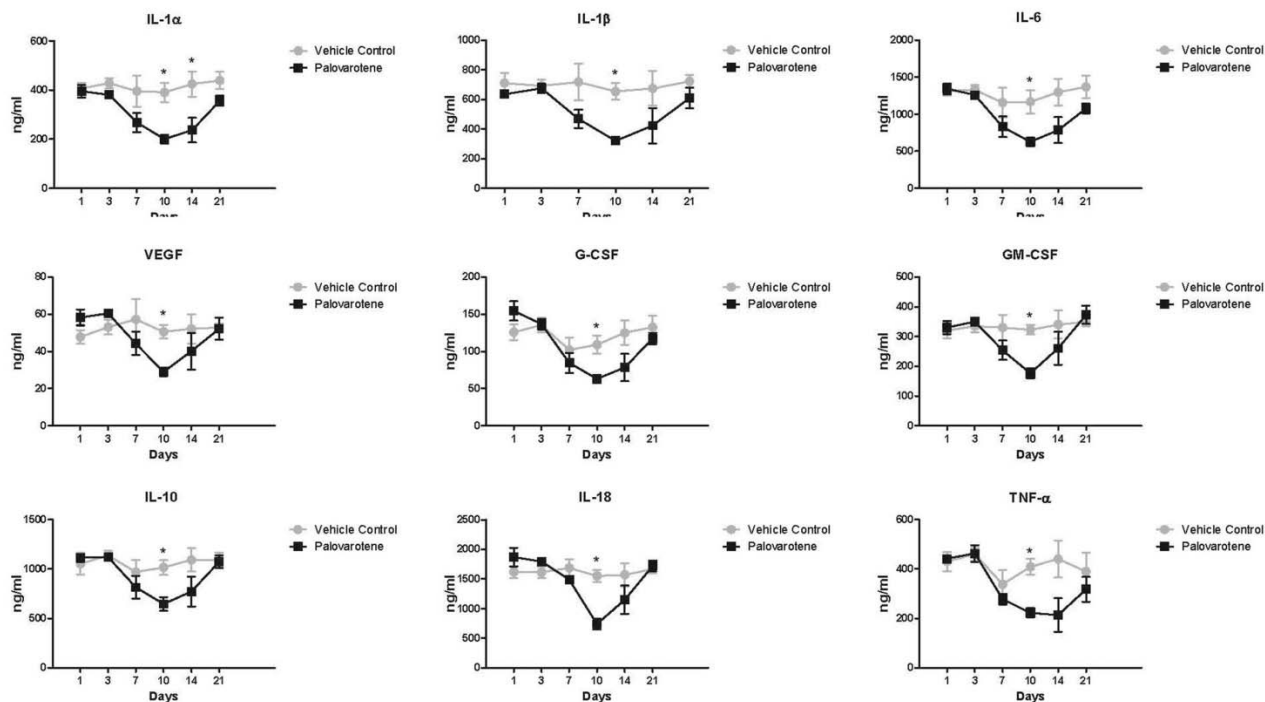 IL-1α
600
400
200
0
ng/ml
1 3 7 10 14 21
Days
* *
Vehicle Control
Palovarotene
IL-1β
1000
800
600
400
200
0
ng/ml
1 3 7 10 14 21
Days
*
Vehicle Control
Palovarotene
IL-6
2000
1500
1000
500
0
ng/ml
1 3 7 10 14 21
Days
*
Vehicle Control
Palovarotene
VEGF
80
60
40
20
0
ng/ml
1 3 7 10 14 21
Days
*
Vehicle Control
Palovarotene
G-CSF
200
150
100
50
0
ng/ml
1 3 7 10 14 21
Days
*
Vehicle Control
Palovarotene
GM-CSF
500
400
300
200
100
0
ng/ml
1 3 7 10 14 21
Days
*
Vehicle Control
Palovarotene
IL-10
1500
1000
500
0
ng/ml
1 3 7 10 14 21
Days
*
Vehicle Control
Palovarotene
IL-18
2500
2000
1500
1000
500
0
ng/ml
1 3 7 10 14 21
Days
*
Vehicle Control
Palovarotene
TNF-α
600
400
200
0
ng/ml
1 3 7 10 14 21
Days
*
Vehicle Control
Palovarotene